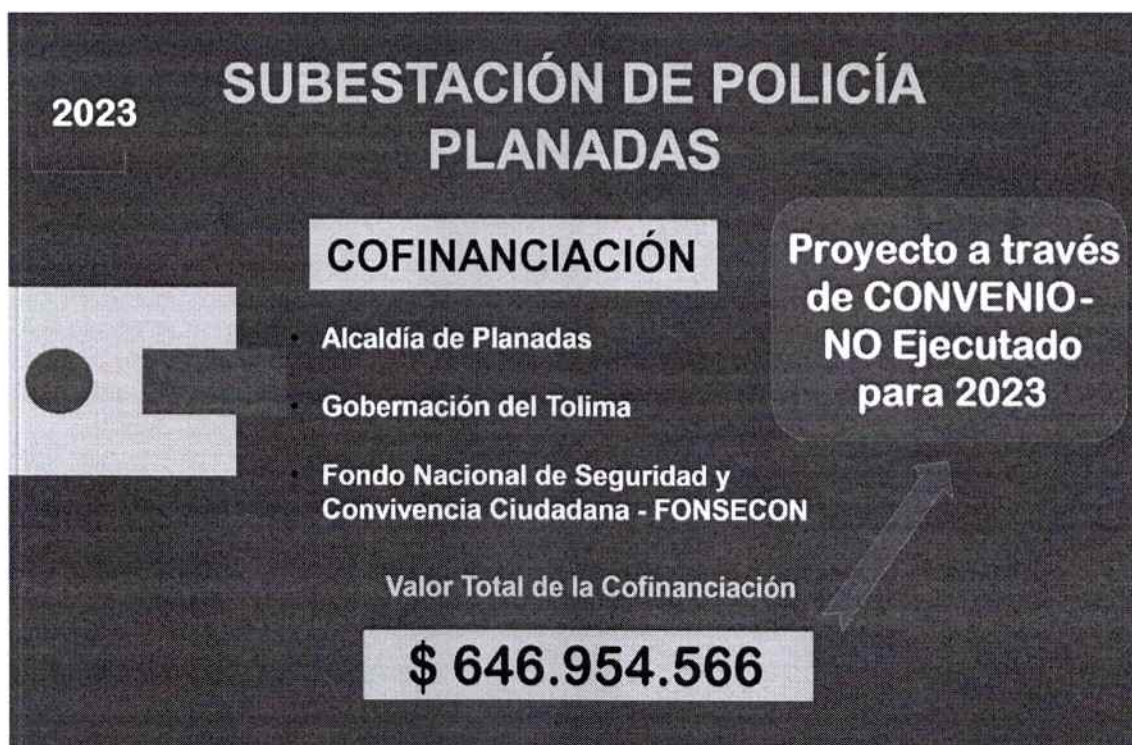 2023
SUBESTACIÓN DE POLICÍA
PLANADAS
COFINANCIACIÓN
Proyecto a través
de CONVENIO-
NO Ejecutado
para 2023
• Alcaldía de Planadas
• Gobernación del Tolima
• Fondo Nacional de Seguridad y
Convivencia Ciudadana - FONSECON
Valor Total de la Cofinanciación
$ 646.954.566